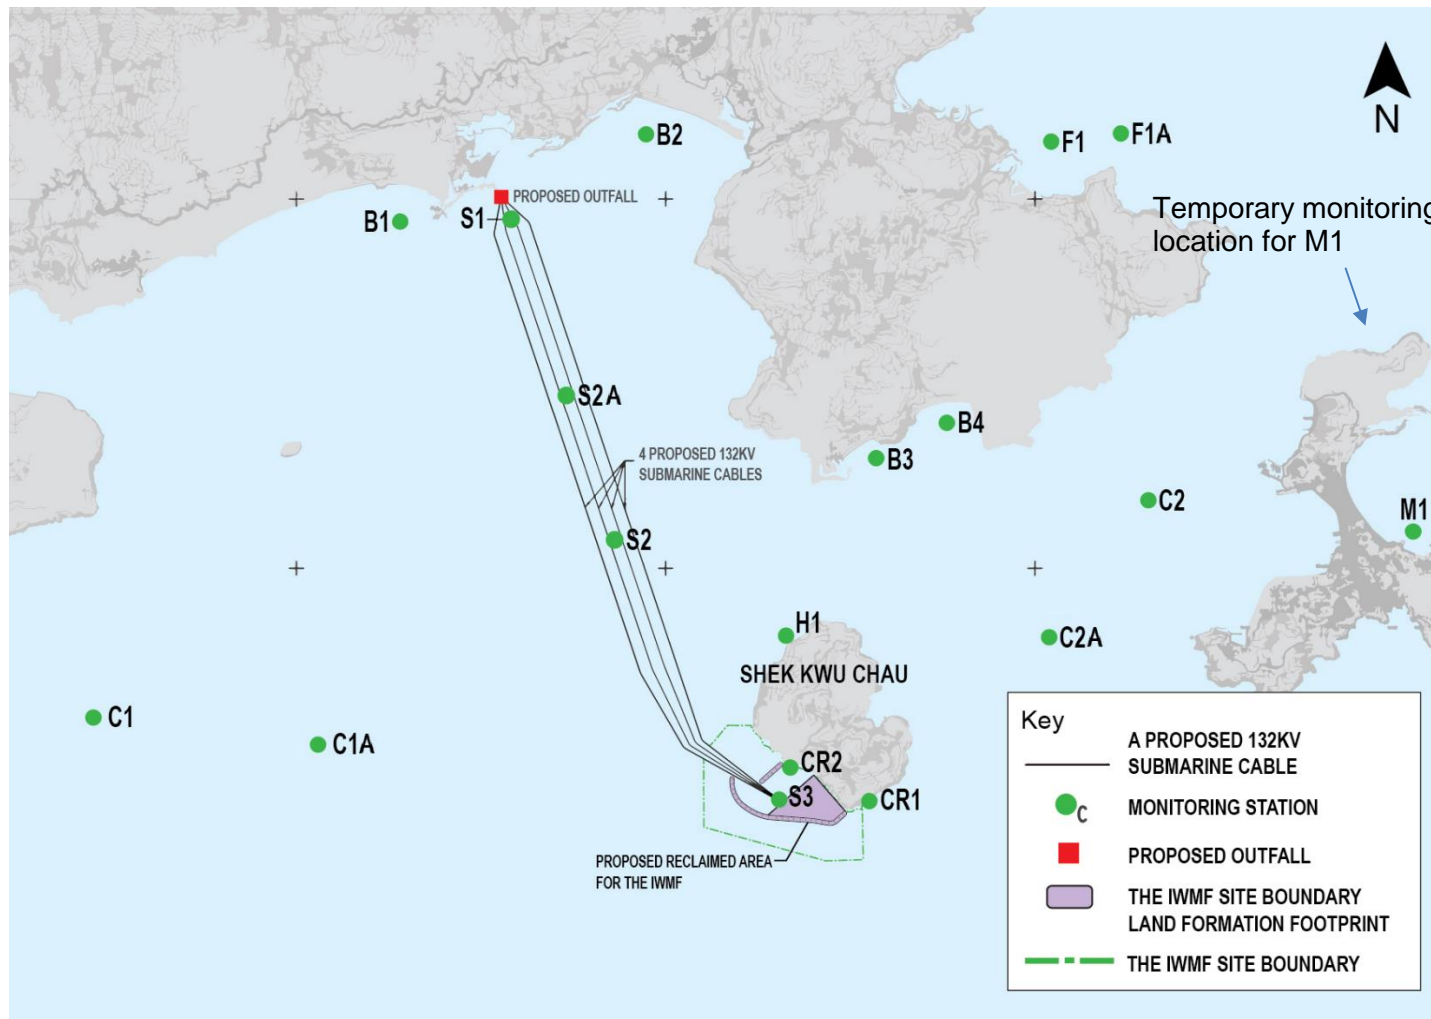 N
B2
F1
F1A
PROPOSED OUTFALL
B1
S1
Temporary monitoring
location for M1
S2A
B4
4 PROPOSED 132KV
SUBMARINE CABLES
B3
C2
M1
S2
H1
C2A
SHEK KWU CHAU
C1
C1A
CR2
S3
CR1
PROPOSED RECLAIMED AREA
FOR THE IWMF
Key
A PROPOSED 132KV
SUBMARINE CABLE
C
MONITORING STATION
PROPOSED OUTFALL
THE IWMF SITE BOUNDARY
LAND FORMATION FOOTPRINT
THE IWMF SITE BOUNDARY